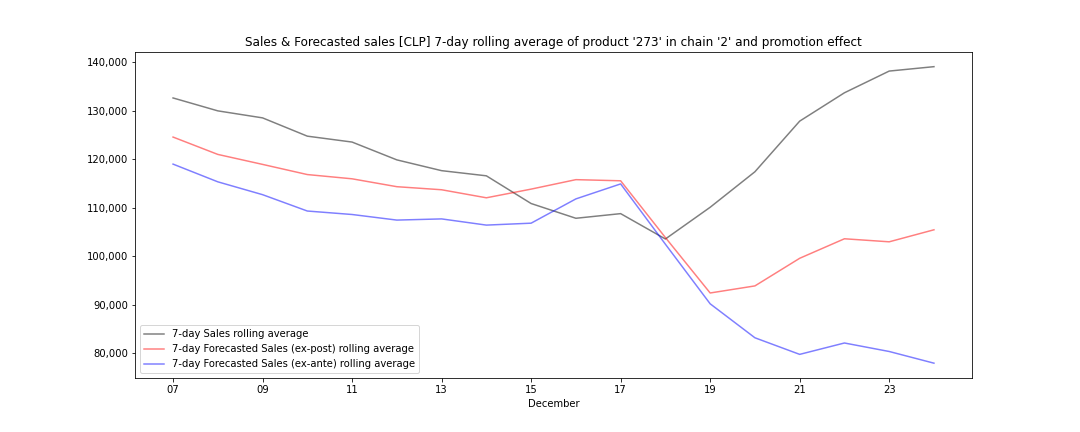 Sales & Forecasted sales [CLP] 7-day rolling average of product '273' in chain '2' and promotion effect
140,000
130,000
120,000
110,000
100,000
90,000
80,000
7-day Sales rolling average
7-day Forecasted Sales (ex-post) rolling average
7-day Forecasted Sales (ex-ante) rolling average
07 09 11 13 15 17 19 21 23
December